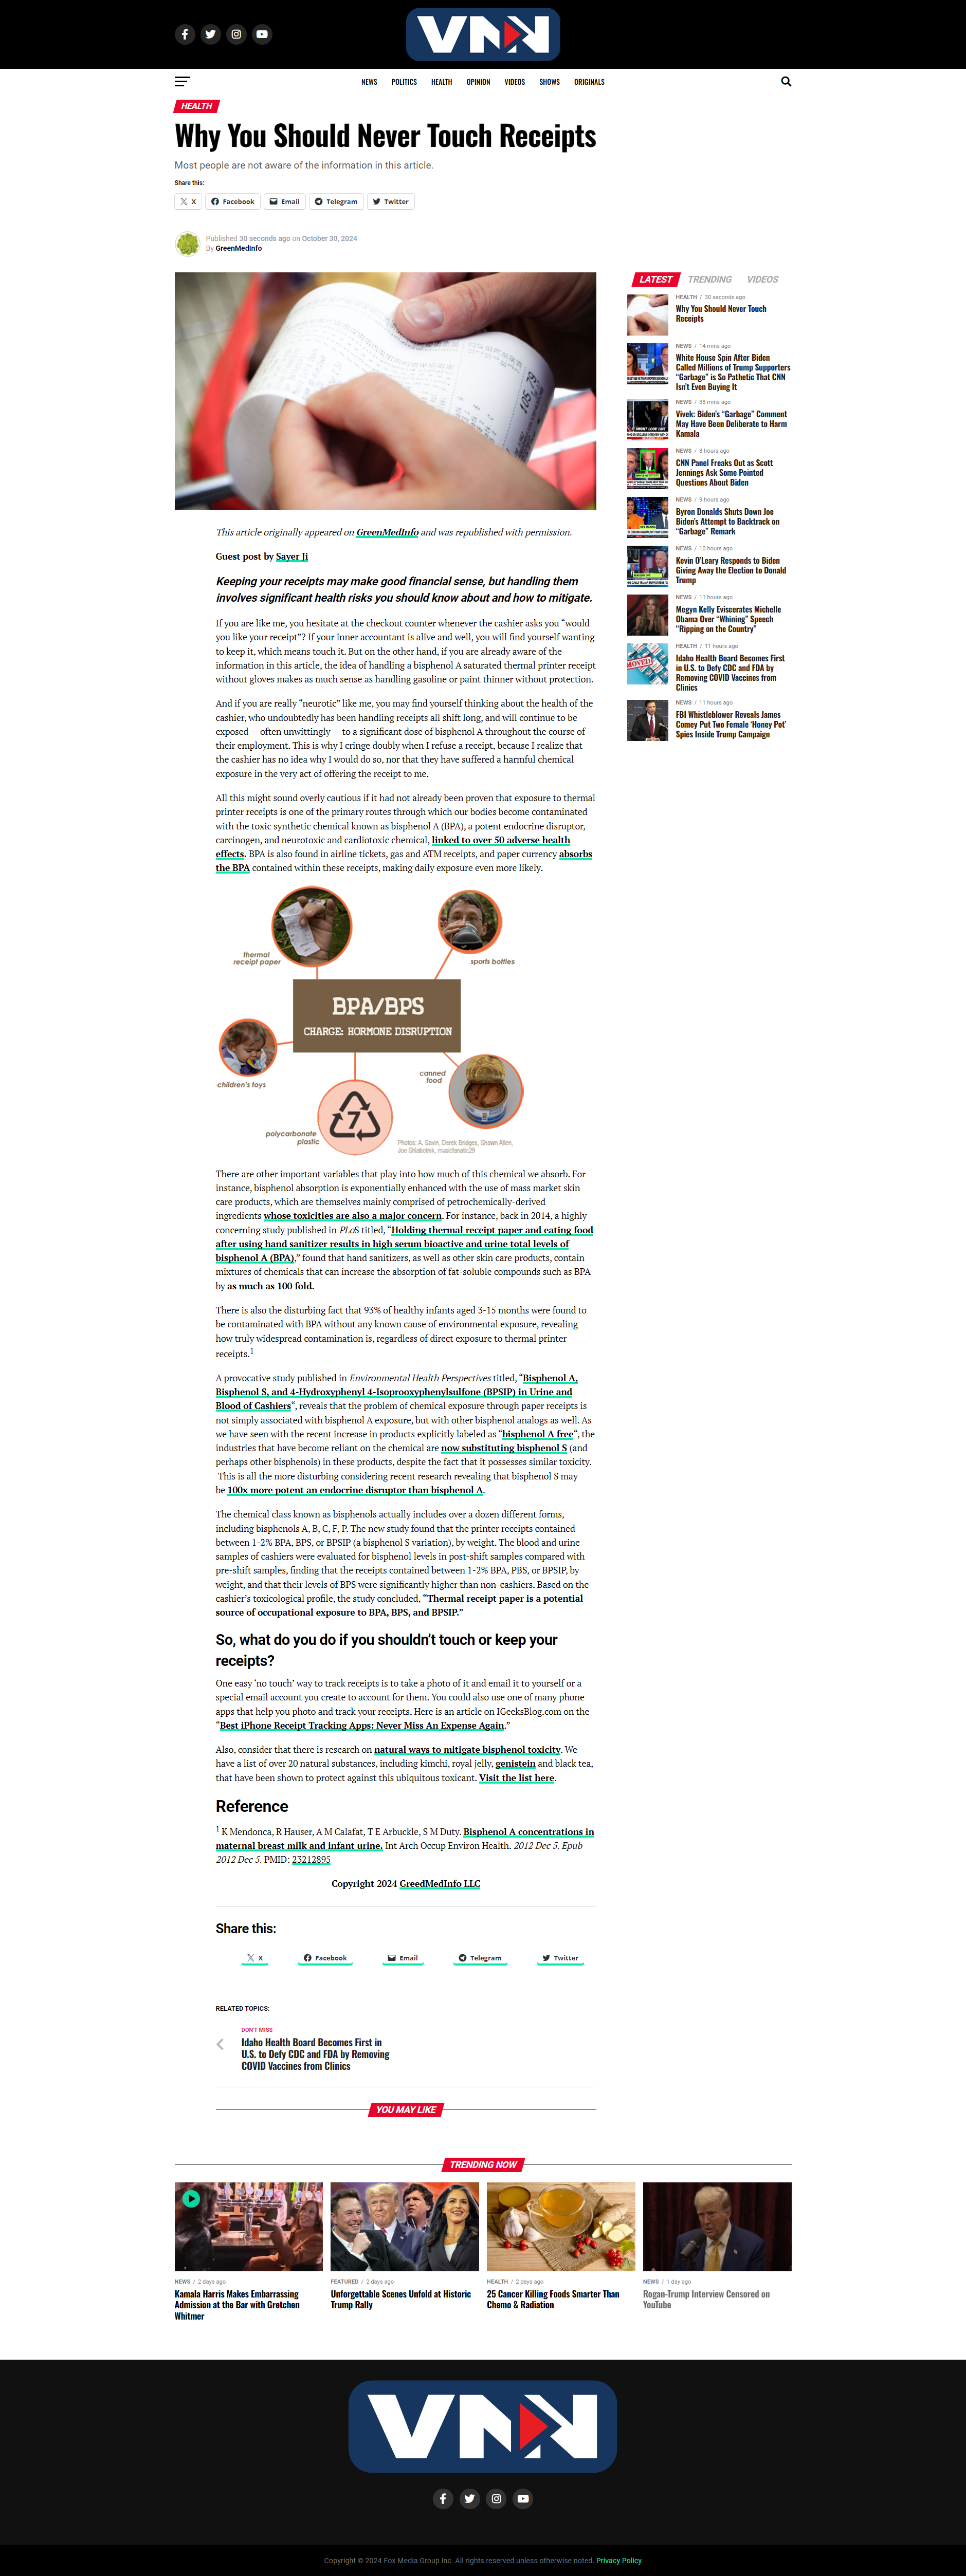 VNN
NEWS POLITICS HEALTH OPINION VIDEOS SHOWS ORIGINALS
HEALTH
Why You Should Never Touch Receipts
Most people are not aware of the information in this article.
Share this:
X Facebook Email Telegram Twitter
Published 30 seconds ago on October 30, 2024
By GreenMedinfo
This article originally appeared on GreenMedInfo and was republished with permission.
Guest post by Sayer Ji
Keeping your receipts may make good financial sense, but handling them
involves significant health risks you should know about and how to mitigate.
If you are like me, you hesitate at the checkout counter whenever the cashier asks you “would
you like your receipt”? If your inner accountant is alive and well, you will find yourself wanting
to keep it, which means touch it. But on the other hand, if you are already aware of the
information in this article, the idea of handling a bisphenol A saturated thermal printer receipt
without gloves makes as much sense as handling gasoline or paint thinner without protection.
And if you are really “neurotic” like me, you may find yourself thinking about the health of the
cashier, who undoubtedly has been handling receipts all shift long, and will continue to be
exposed — often unwittingly — to a significant dose of bisphenol A throughout the course of
their employment. This is why I cringe doubly when I refuse a receipt, because I realize that
the cashier has no idea why I would do so, nor that they have suffered a harmful chemical
exposure in the very act of offering the receipt to me.
All this might sound overly cautious if it had not already been proven that exposure to thermal
printer receipts is one of the primary routes through which our bodies become contaminated
with the toxic synthetic chemical known as bisphenol A (BPA), a potent endocrine disruptor,
carcinogen, and neurotoxic and cardiotoxic chemical, linked to over 50 adverse health
effects. BPA is also found in airline tickets, gas and ATM receipts, and paper currency absorbs
the BPA contained within these receipts, making daily exposure even more likely.
thermal
receipt paper
sports bottles
BPA/BPS
CHARGE: HORMONE DISRUPTION
children's toys
canned
food
7
polycarbonate
plastic
Photos: A. Savin, Derek Bridges, Shawn Allen,
Joe Shlabotnik, musicfanatic29
There are other important variables that play into how much of this chemical we absorb. For
instance, bisphenol absorption is exponentially enhanced with the use of mass market skin
care products, which are themselves mainly comprised of petrochemically-derived
ingredients whose toxicities are also a major concern. For instance, back in 2014, a highly
concerning study published in PLoS titled, “Holding thermal receipt paper and eating food
after using hand sanitizer results in high serum bioactive and urine total levels of
bisphenol A (BPA),” found that hand sanitizers, as well as other skin care products, contain
mixtures of chemicals that can increase the absorption of fat-soluble compounds such as BPA
by as much as 100 fold.
There is also the disturbing fact that 93% of healthy infants aged 3-15 months were found to
be contaminated with BPA without any known cause of environmental exposure, revealing
how truly widespread contamination is, regardless of direct exposure to thermal printer
receipts.1
A provocative study published in Environmental Health Perspectives titled, “Bisphenol A,
Bisphenol S, and 4-Hydroxyphenyl 4-Isoprooxyphenylsulfone (BPSIP) in Urine and
Blood of Cashiers“, reveals that the problem of chemical exposure through paper receipts is
not simply associated with bisphenol A exposure, but with other bisphenol analogs as well. As
we have seen with the recent increase in products explicitly labeled as “bisphenol A free“, the
industries that have become reliant on the chemical are now substituting bisphenol S (and
perhaps other bisphenols) in these products, despite the fact that it possesses similar toxicity.
This is all the more disturbing considering recent research revealing that bisphenol S may
be 100x more potent an endocrine disruptor than bisphenol A.
The chemical class known as bisphenols actually includes over a dozen different forms,
including bisphenols A, B, C, F, P. The new study found that the printer receipts contained
between 1-2% BPA, BPS, or BPSIP (a bisphenol S variation), by weight. The blood and urine
samples of cashiers were evaluated for bisphenol levels in post-shift samples compared with
pre-shift samples, finding that the receipts contained between 1-2% BPA, PBS, or BPSIP, by
weight, and that their levels of BPS were significantly higher than non-cashiers. Based on the
cashier’s toxicological profile, the study concluded, “Thermal receipt paper is a potential
source of occupational exposure to BPA, BPS, and BPSIP.”
So, what do you do if you shouldn’t touch or keep your
receipts?
One easy ‘no touch’ way to track receipts is to take a photo of it and email it to yourself or a
special email account you create to account for them. You could also use one of many phone
apps that help you photo and track your receipts. Here is an article on IGeeksBlog.com on the
“Best iPhone Receipt Tracking Apps: Never Miss An Expense Again.”
Also, consider that there is research on natural ways to mitigate bisphenol toxicity. We
have a list of over 20 natural substances, including kimchi, royal jelly, genistein and black tea,
that have been shown to protect against this ubiquitous toxicant. Visit the list here.
Reference
1 K Mendonca, R Hauser, A M Calafat, T E Arbuckle, S M Duty. Bisphenol A concentrations in
maternal breast milk and infant urine. Int Arch Occup Environ Health. 2012 Dec 5. Epub
2012 Dec 5. PMID: 23212895
Copyright 2024 GreedMedInfo LLC
Share this:
X Facebook Email Telegram Twitter
RELATED TOPICS:
DON'T MISS
Idaho Health Board Becomes First in
U.S. to Defy CDC and FDA by Removing
COVID Vaccines from Clinics
YOU MAY LIKE
LATEST TRENDING VIDEOS
HEALTH / 30 seconds ago
Why You Should Never Touch
Receipts
NEWS / 14 mins ago
White House Spin After Biden
Called Millions of Trump Supporters
“Garbage” is So Pathetic That CNN
Isn’t Even Buying It
NEWS / 38 mins ago
Vivek: Biden’s “Garbage” Comment
May Have Been Deliberate to Harm
Kamala
NEWS / 8 hours ago
CNN Panel Freaks Out as Scott
Jennings Ask Some Pointed
Questions About Biden
NEWS / 9 hours ago
Byron Donalds Shuts Down Joe
Biden’s Attempt to Backtrack on
“Garbage” Remark
NEWS / 10 hours ago
Kevin O’Leary Responds to Biden
Giving Away the Election to Donald
Trump
NEWS / 11 hours ago
Megyn Kelly Eviscerates Michelle
Obama Over “Whining” Speech
“Ripping on the Country”
HEALTH / 11 hours ago
Idaho Health Board Becomes First
in U.S. to Defy CDC and FDA by
Removing COVID Vaccines from
Clinics
NEWS / 11 hours ago
FBI Whistleblower Reveals James
Comey Put Two Female ‘Honey Pot’
Spies Inside Trump Campaign
TRENDING NOW
NEWS / 2 days ago
Kamala Harris Makes Embarrassing
Admission at the Bar with Gretchen
Whitmer
FEATURED / 2 days ago
Unforgettable Scenes Unfold at Historic
Trump Rally
HEALTH / 2 days ago
25 Cancer Killing Foods Smarter Than
Chemo & Radiation
NEWS / 1 day ago
Rogan-Trump Interview Censored on
YouTube
VNN
Copyright © 2024 Fox Media Group Inc. All rights reserved unless otherwise noted. Privacy Policy